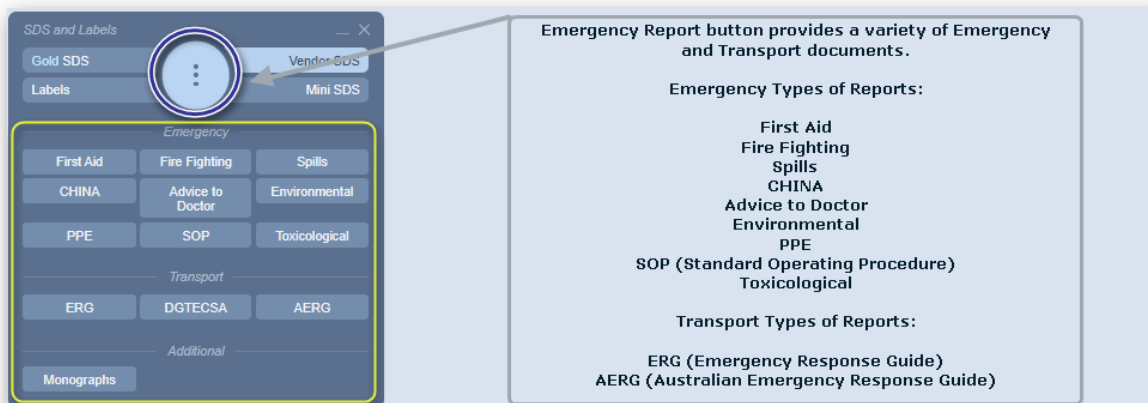 SDS and Labels
Gold SDS
Vendor SDS
Labels
Mini SDS
Emergency
First Aid
Fire Fighting
Spills
CHINA
Advice to
Doctor
Environmental
PPE
SOP
Toxicological
Transport
ERG
DGTECSA
AERG
Additional
Monographs
Emergency Report button provides a variety of Emergency
and Transport documents.
Emergency Types of Reports:
First Aid
Fire Fighting
Spills
CHINA
Advice to Doctor
Environmental
PPE
SOP (Standard Operating Procedure)
Toxicological
Transport Types of Reports:
ERG (Emergency Response Guide)
AERG (Australian Emergency Response Guide)